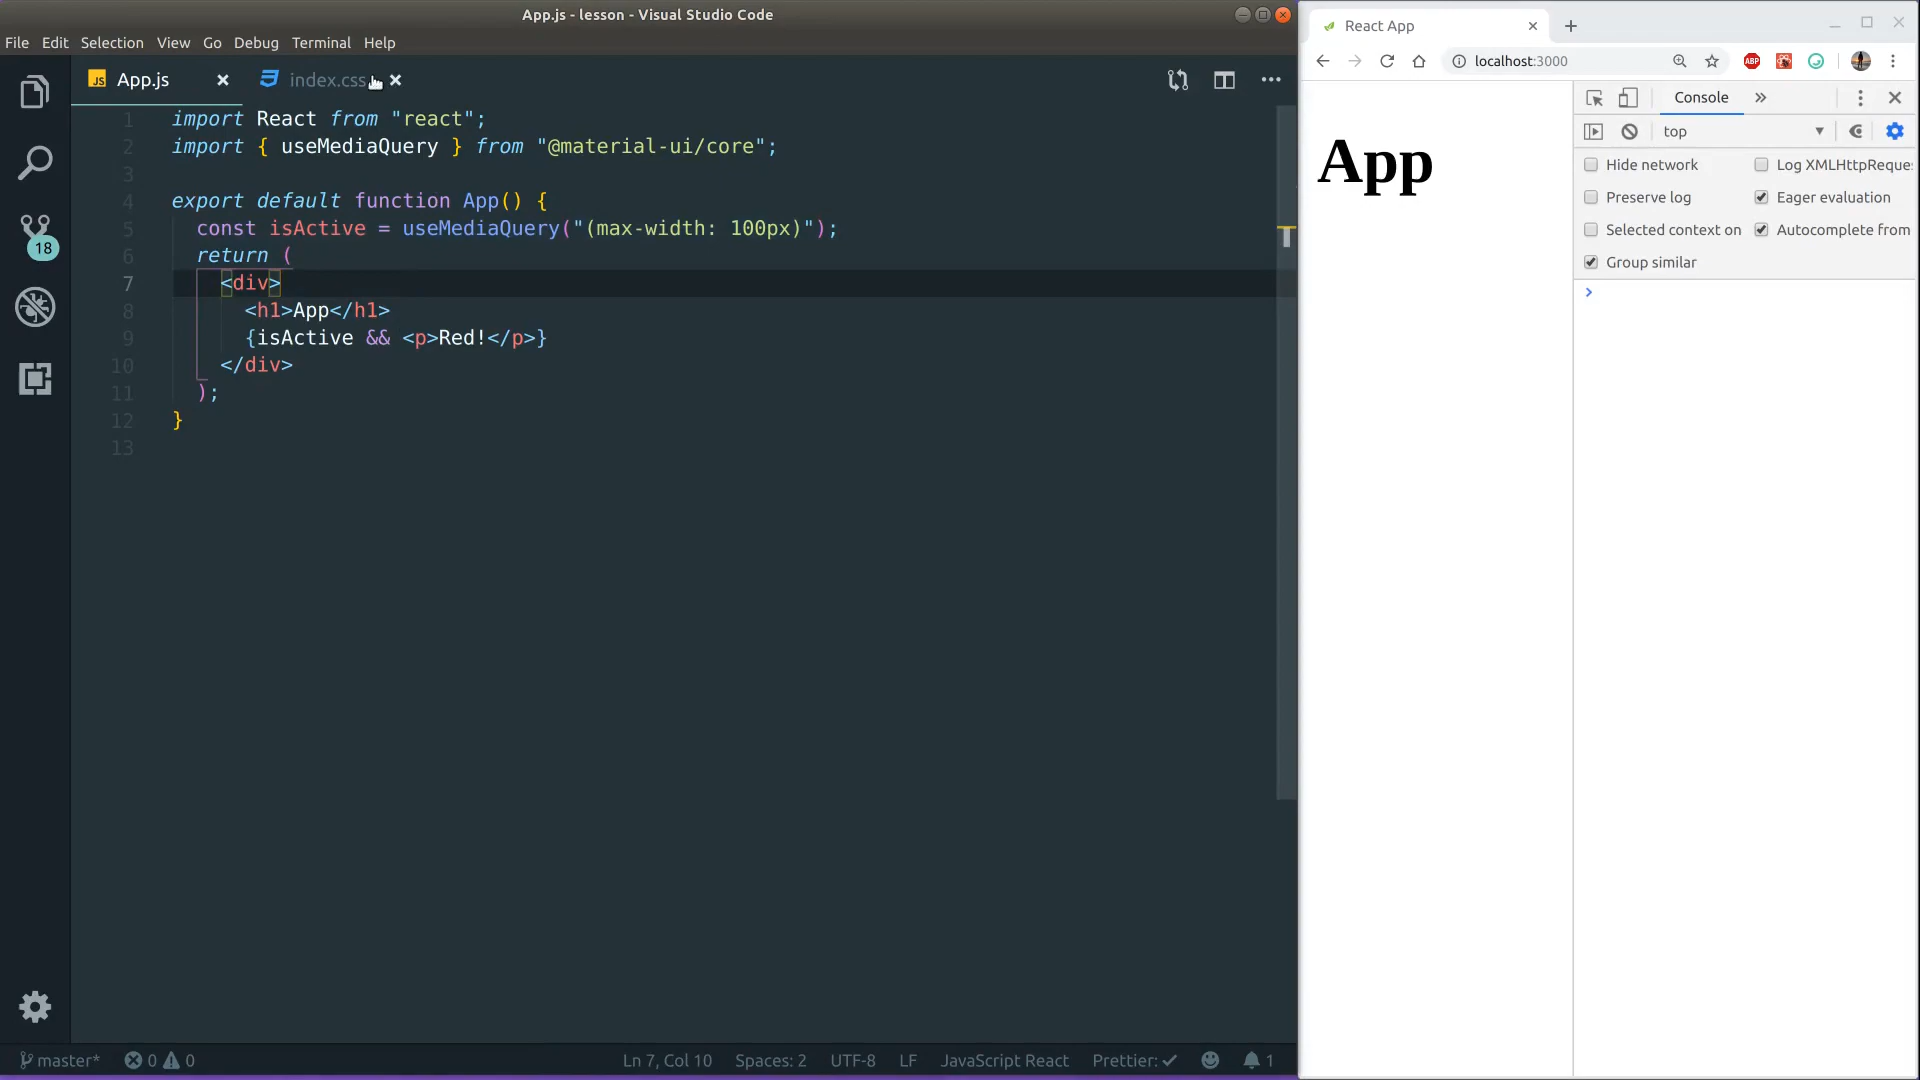 App.js - lesson - Visual Studio Code
File Edit Selection View Go Debug Terminal Help
JS App.js × index.css ×
1 import React from "react";
2 import { useMediaQuery } from "@material-ui/core";
3
4 export default function App() {
5 const isActive = useMediaQuery("(max-width: 100px)");
6 return (
7 <div>
8 <h1>App</h1>
9 {isActive && <p>Red!</p>}
10 </div>
11 );
12 }
13
18
master* 0 0 Ln 7, Col 10 Spaces: 2 UTF-8 LF JavaScript React Prettier: ✓ 1
React App
localhost:3000
ABP
App
Console
top
Hide network Log XMLHttpReque
Preserve log Eager evaluation
Selected context on Autocomplete from
Group similar